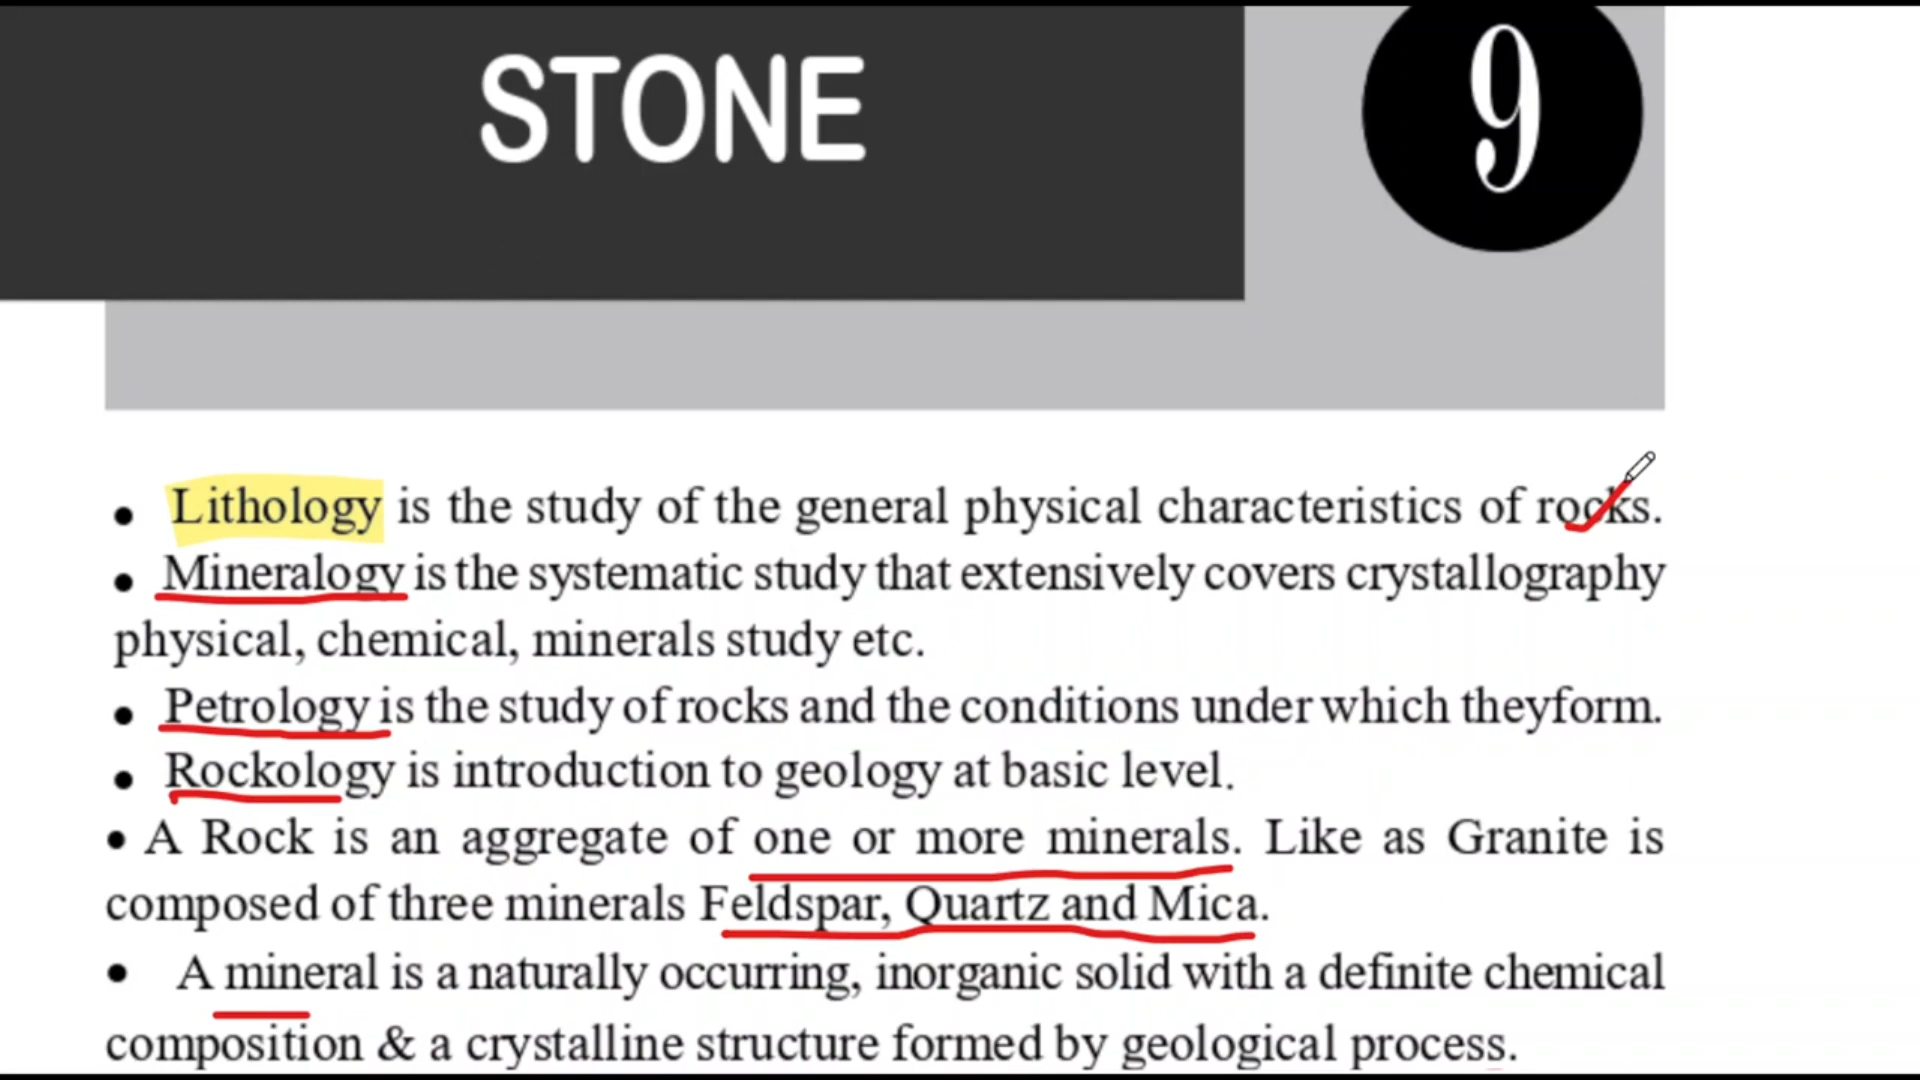 STONE
9
• Lithology is the study of the general physical characteristics of rocks.
• Mineralogy is the systematic study that extensively covers crystallography
physical, chemical, minerals study etc.
• Petrology is the study of rocks and the conditions under which theyform.
• Rockology is introduction to geology at basic level.
• A Rock is an aggregate of one or more minerals. Like as Granite is
composed of three minerals Feldspar, Quartz and Mica.
• A mineral is a naturally occurring, inorganic solid with a definite chemical
composition & a crystalline structure formed by geological process.